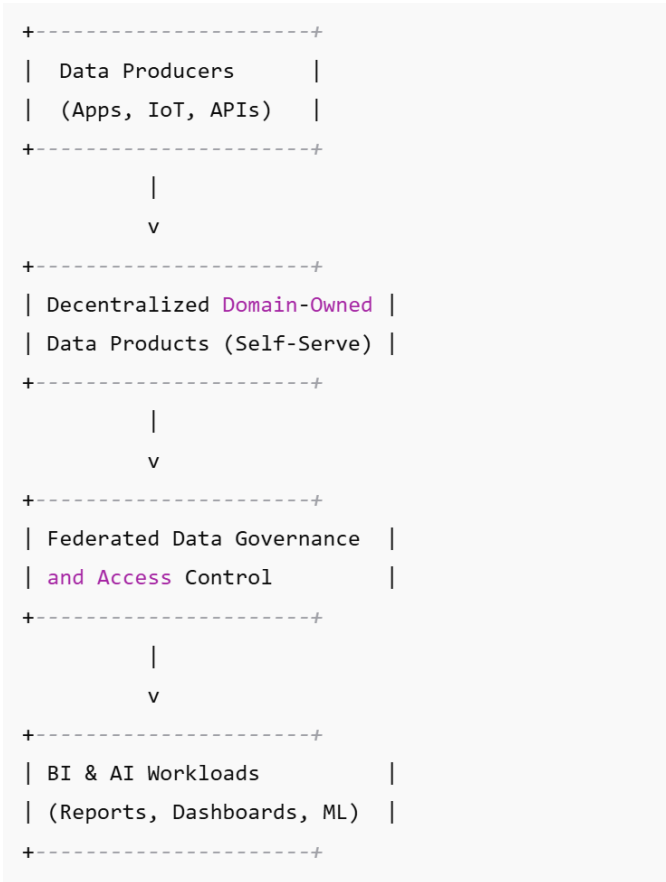 +----------------------+
|  Data Producers      |
|  (Apps, IoT, APIs)   |
+----------------------+
          |
          v
+----------------------+
| Decentralized Domain-Owned |
| Data Products (Self-Serve) |
+----------------------+
          |
          v
+----------------------+
| Federated Data Governance  |
| and Access Control         |
+----------------------+
          |
          v
+----------------------+
| BI & AI Workloads          |
| (Reports, Dashboards, ML)  |
+----------------------+